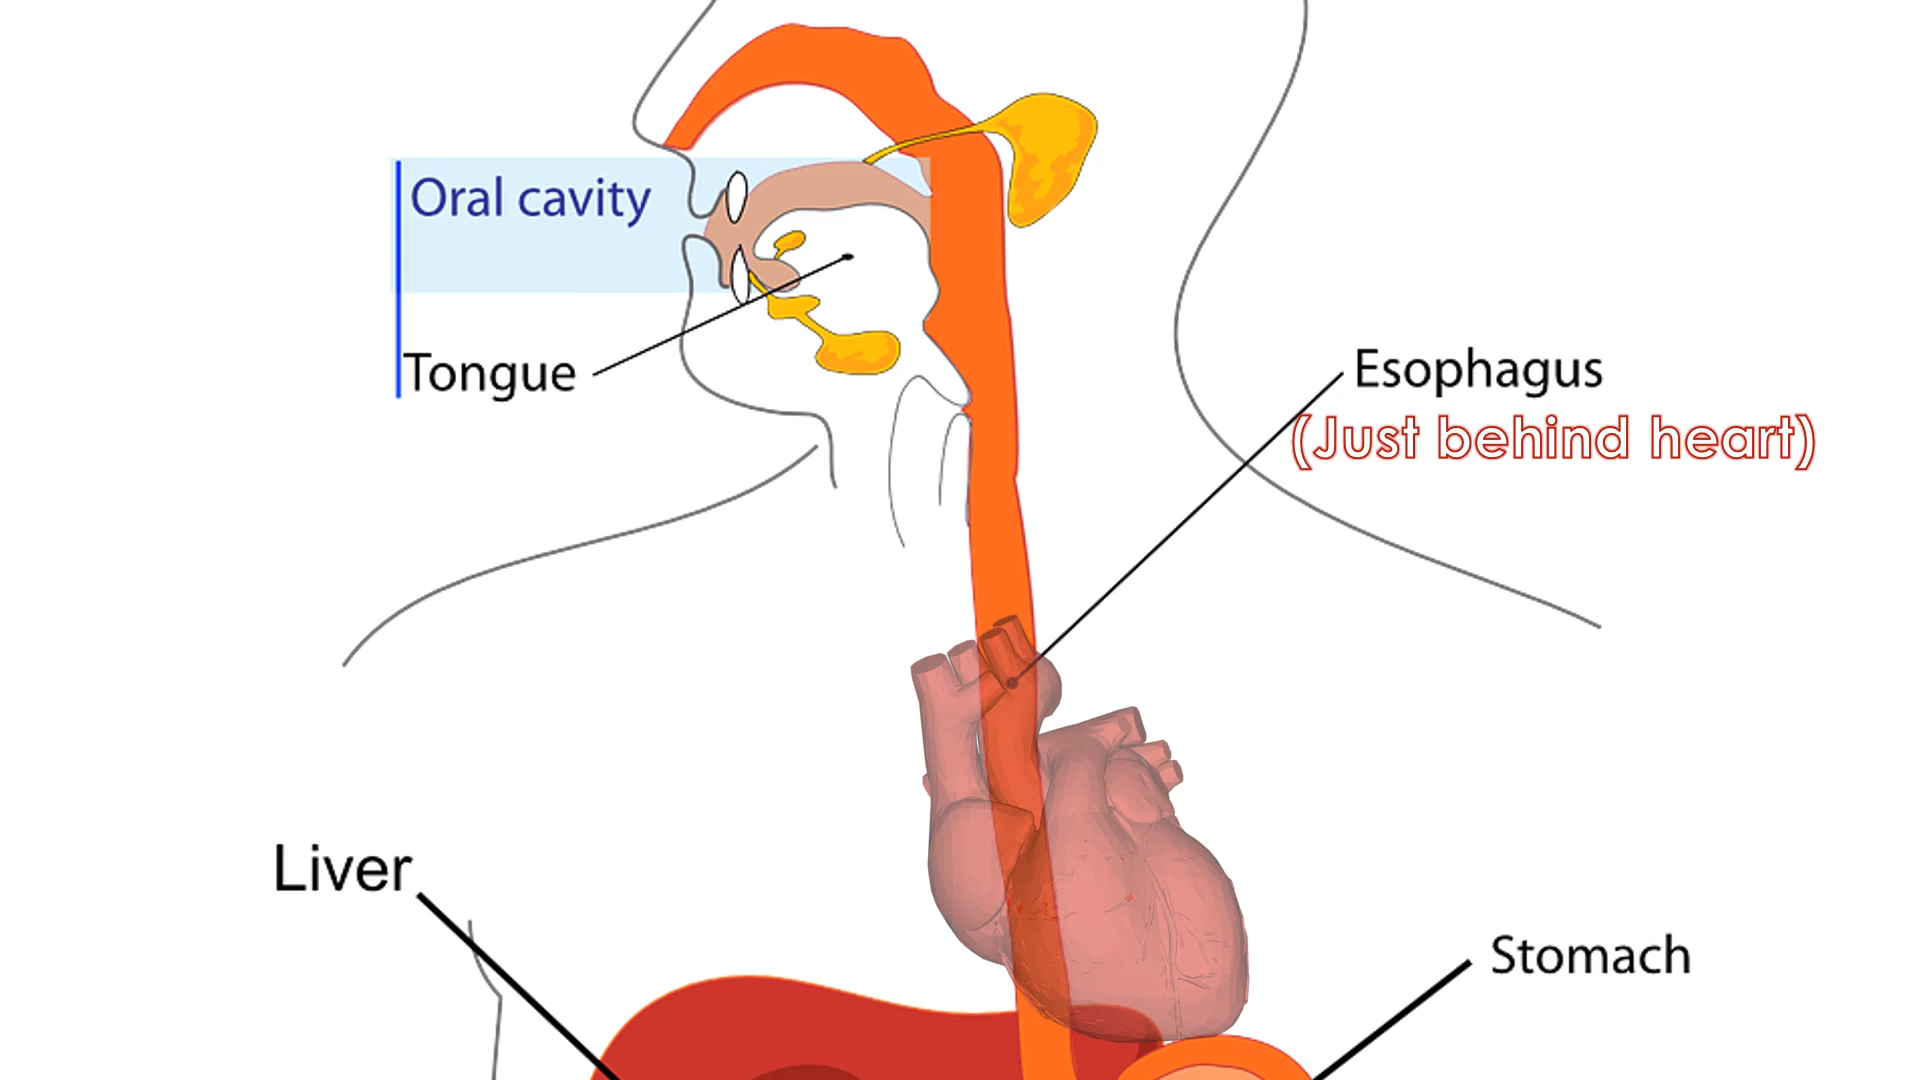 Oral cavity
Tongue
Esophagus
(Just behind heart)
Liver
Stomach